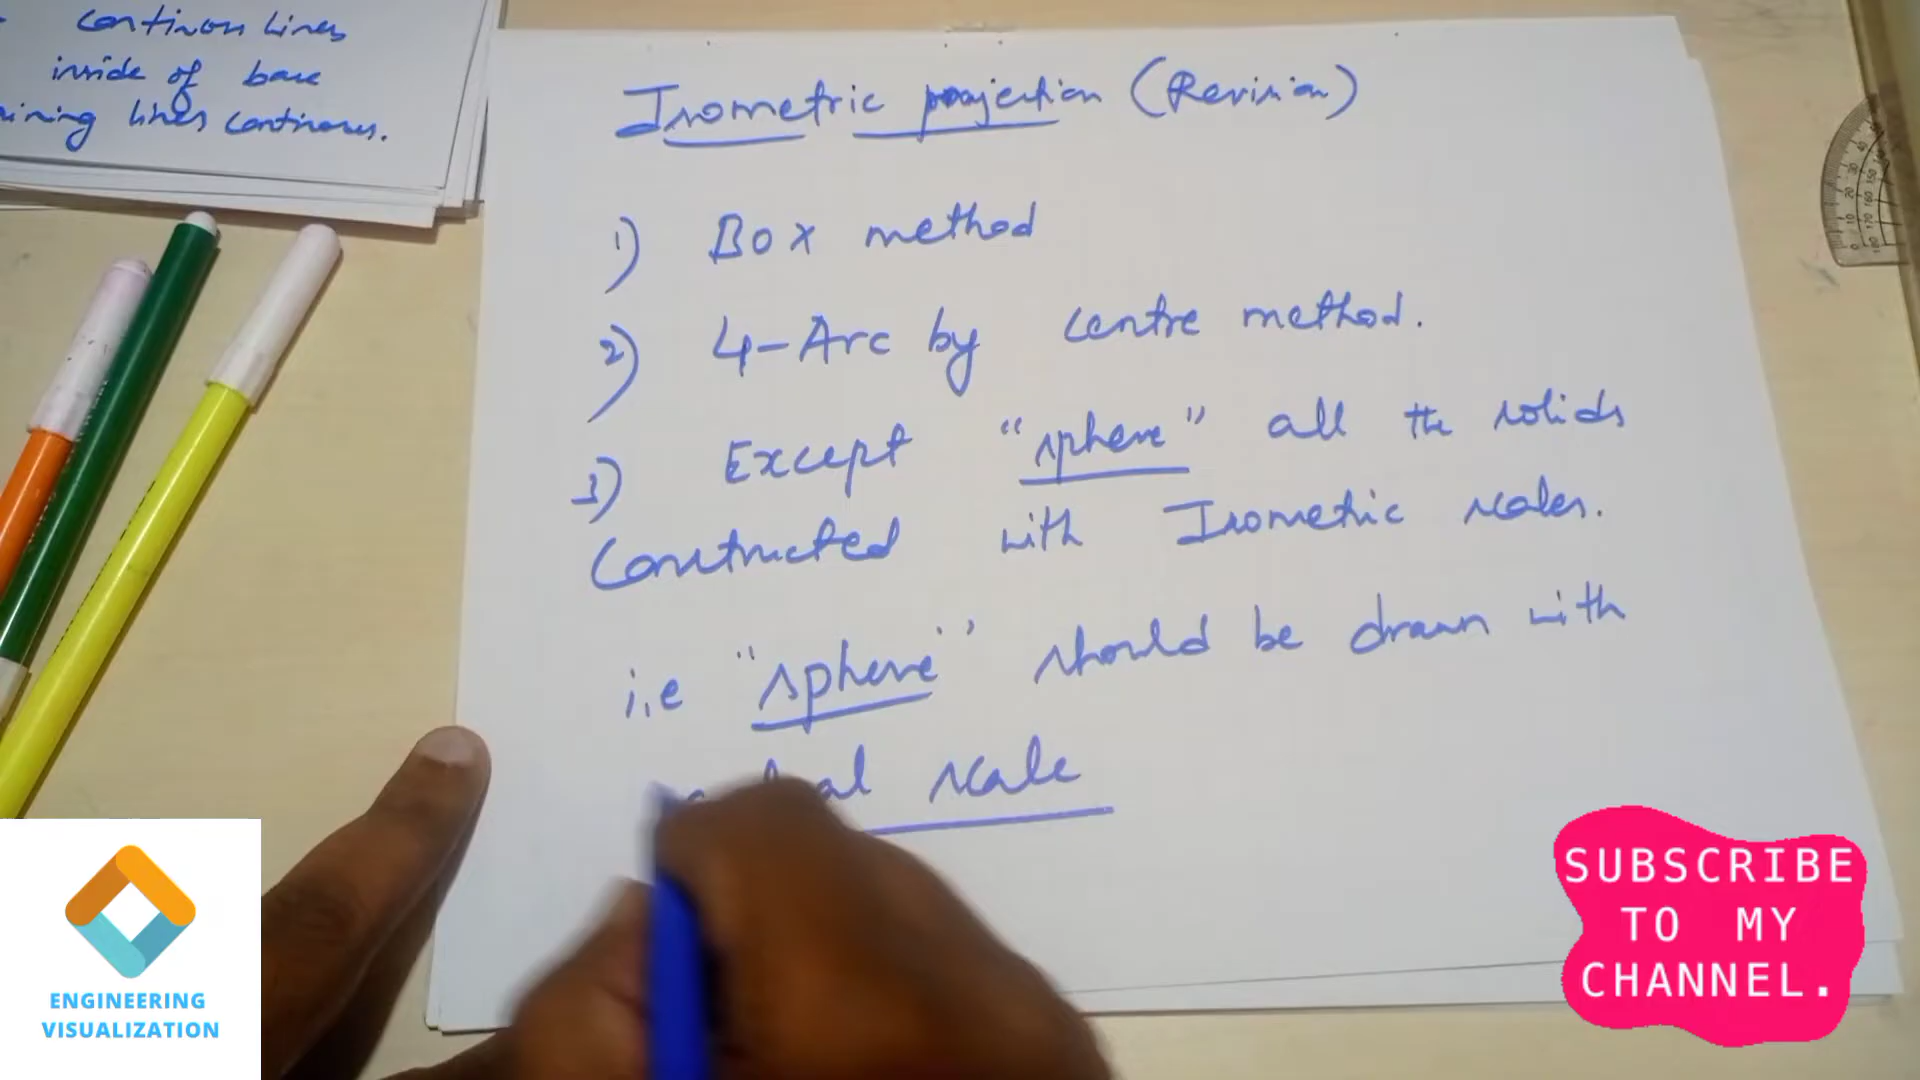 continous lines
inside of base
lines continous.
Isometric projection (Revision)
1) Box method
2) 4-Arc by centre method.
3) Except "sphere" all the solids
Constructed with Isometric scales.
i.e "sphere" should be drawn with
scale
ENGINEERING
VISUALIZATION
SUBSCRIBE
TO MY
CHANNEL.